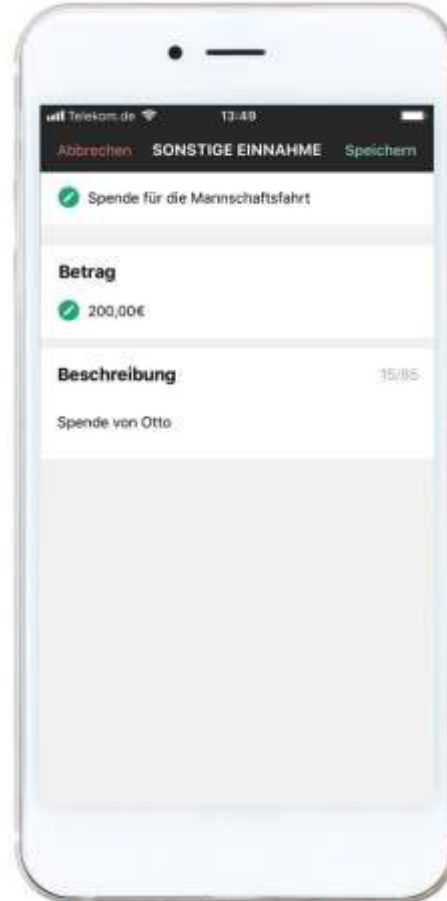 Telekom.de 13:49
Abbrechen SONSTIGE EINNAHME Speichern
Spende für die Mannschaftsfahrt
Betrag
200,00€
Beschreibung 15/85
Spende von Otto